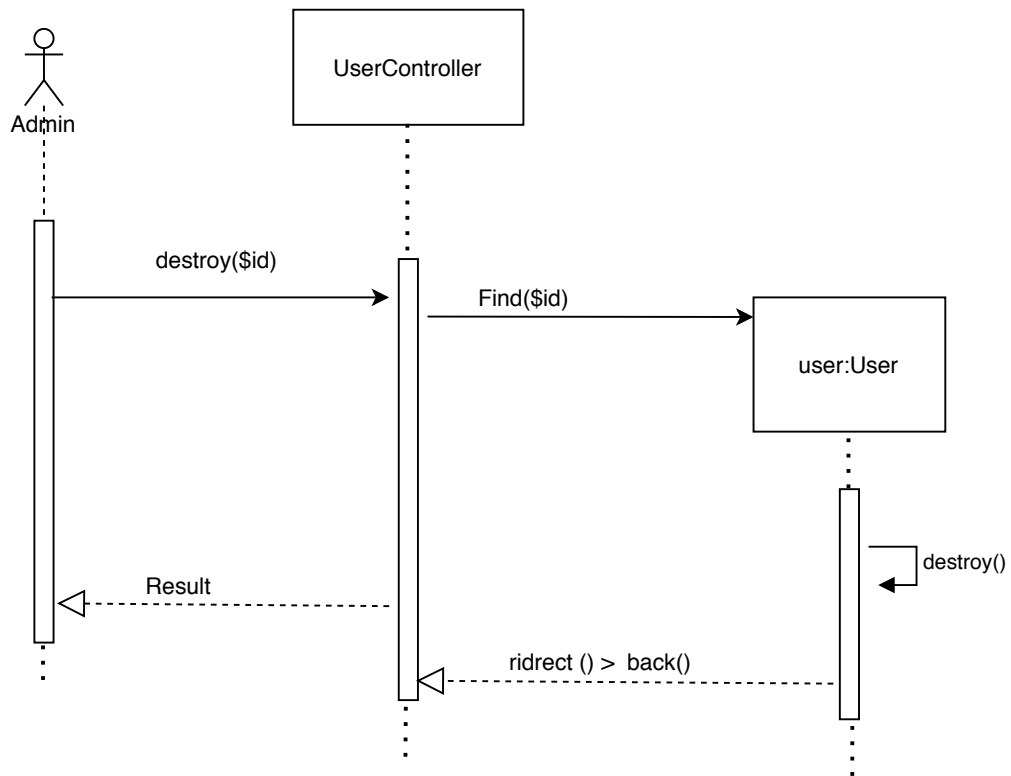 UserController
Admin
destroy($id)
Find($id)
user:User
destroy()
Result
ridrect () > back()